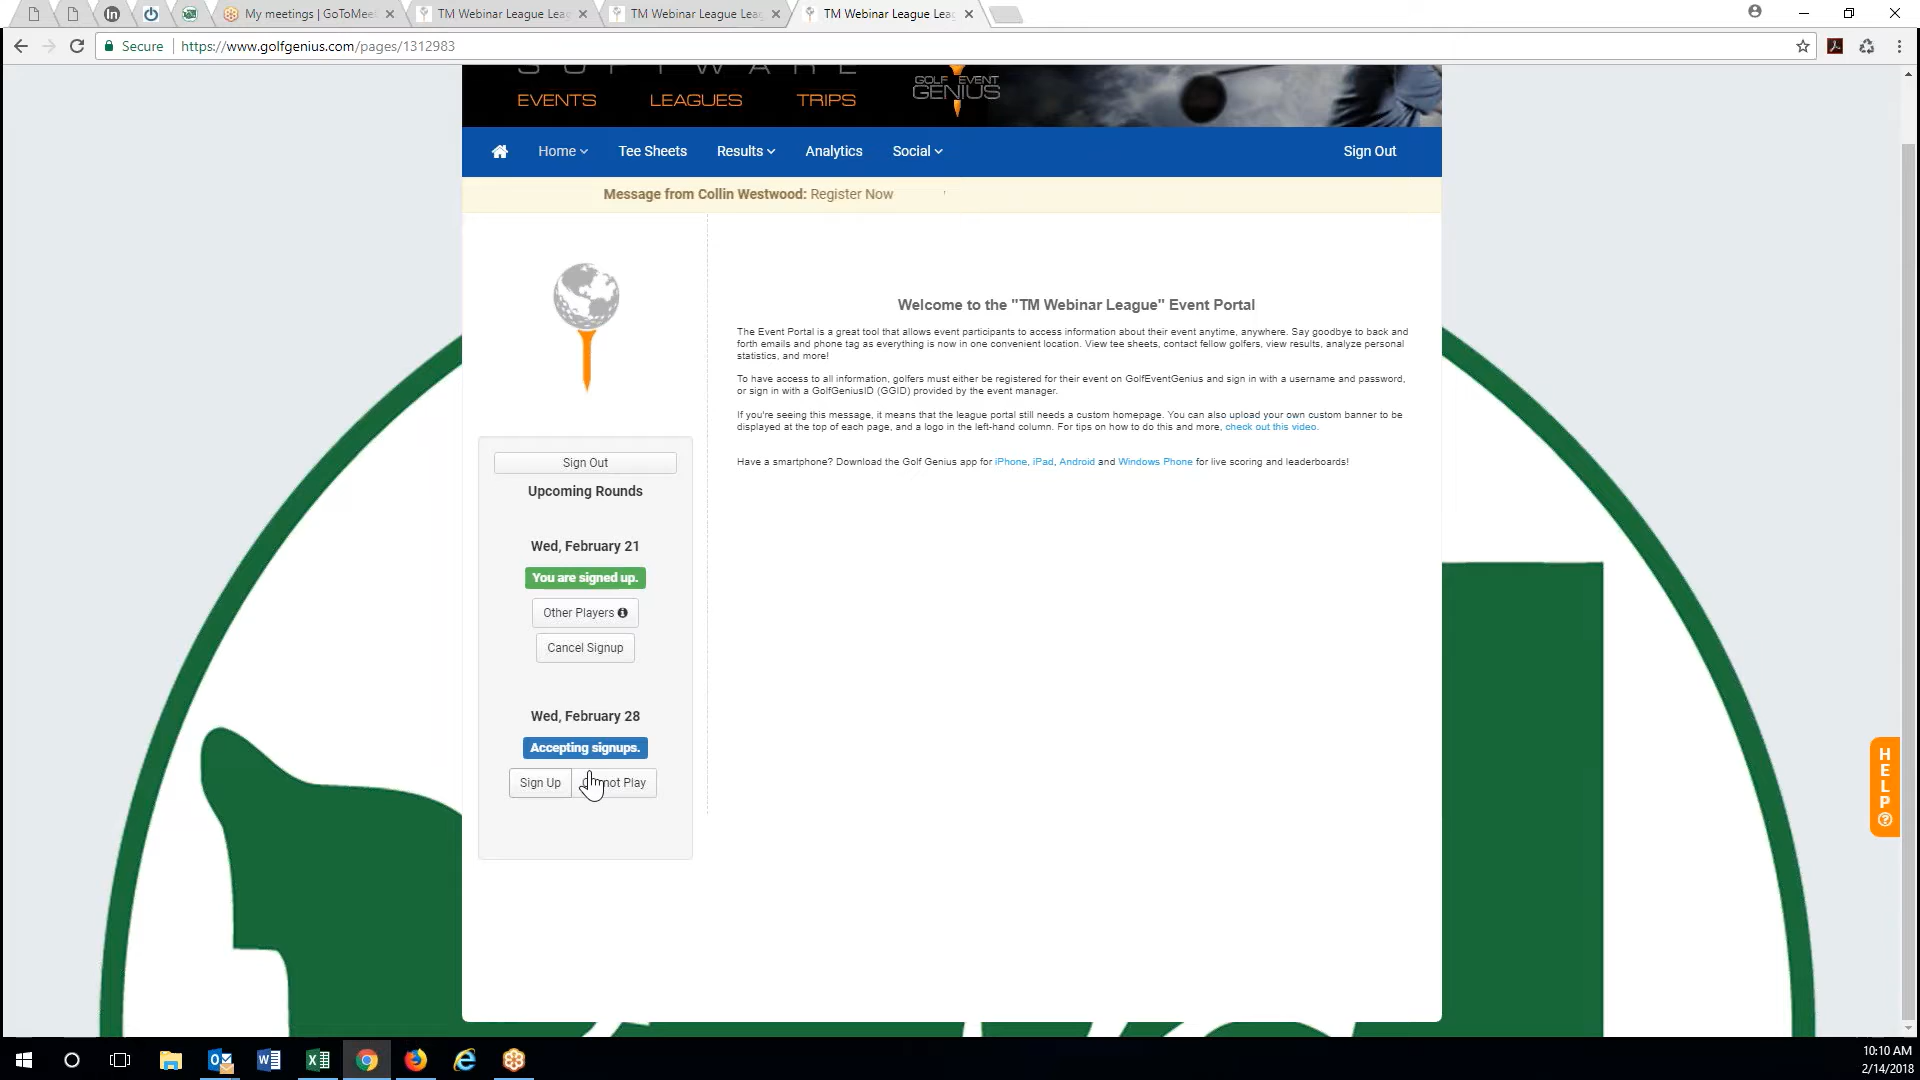 My meetings | GoToMee
TM Webinar League Leag
TM Webinar League Leag
TM Webinar League Leag
Secure
https://www.golfgenius.com/pages/1312983
SOFTWARE
EVENTS
LEAGUES
TRIPS
GOLF EVENT
GENIUS
Home
Tee Sheets
Results
Analytics
Social
Sign Out
Message from Collin Westwood: Register Now
Welcome to the "TM Webinar League" Event Portal
The Event Portal is a great tool that allows event participants to access information about their event anytime, anywhere. Say goodbye to back and
forth emails and phone tag as everything is now in one convenient location. View tee sheets, contact fellow golfers, view results, analyze personal
statistics, and more!
To have access to all information, golfers must either be registered for their event on GolfEventGenius and sign in with a username and password,
or sign in with a GolfGeniusID (GGID) provided by the event manager.
If you're seeing this message, it means that the league portal still needs a custom homepage. You can also upload your own custom banner to be
displayed at the top of each page, and a logo in the left-hand column. For tips on how to do this and more, check out this video.
Have a smartphone? Download the Golf Genius app for iPhone, iPad, Android and Windows Phone for live scoring and leaderboards!
Sign Out
Upcoming Rounds
Wed, February 21
You are signed up.
Other Players
Cancel Signup
Wed, February 28
Accepting signups.
Sign Up
Play
HELP
10:10 AM
2/14/2018